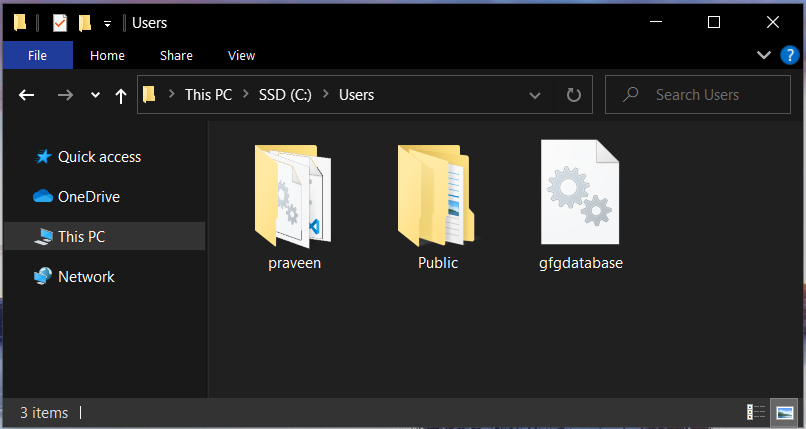 Users
File Home Share View
?
This PC SSD (C:) Users Search Users
Quick access
OneDrive
This PC
Network
praveen Public gfgdatabase
3 items